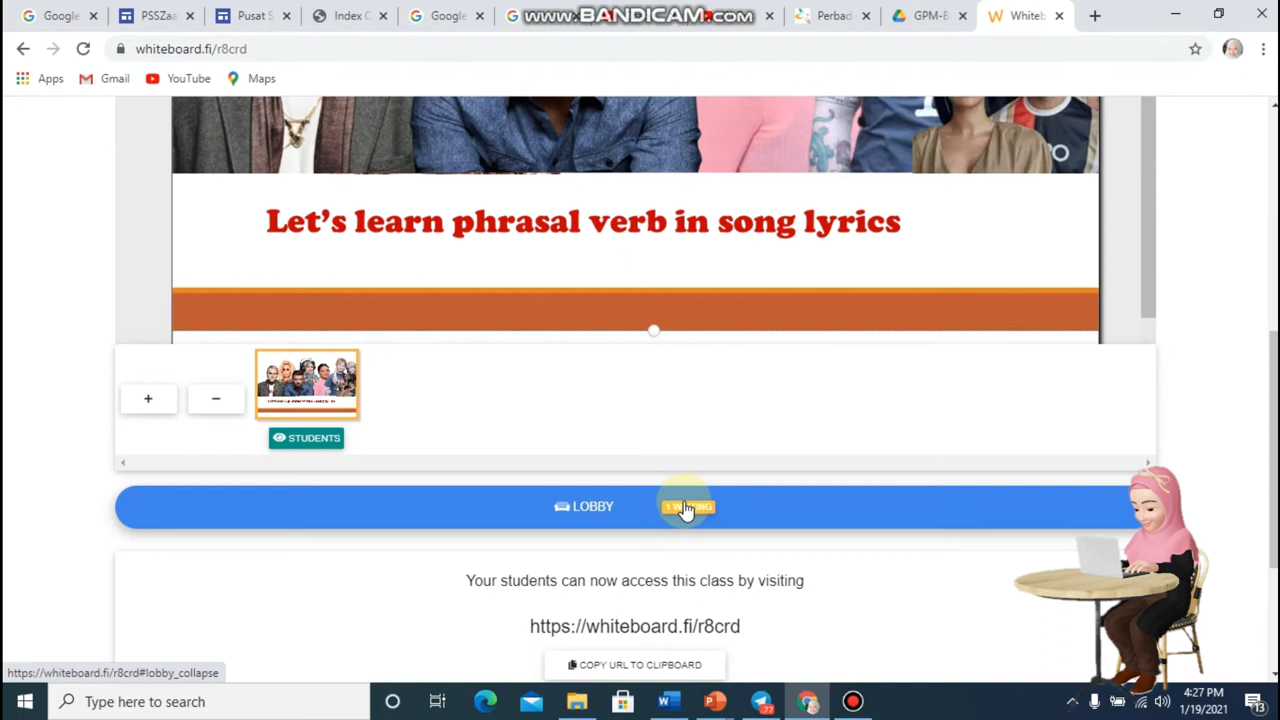 Google
PSSZaa
Pusat S
Index C
Google
www.BANDICAM.com
Perbad
GPM-B
Whiteb
whiteboard.fi/r8crd
Apps
Gmail
YouTube
Maps
Let's learn phrasal verb in song lyrics
+
-
STUDENTS
LOBBY
Your students can now access this class by visiting
https://whiteboard.fi/r8crd
COPY URL TO CLIPBOARD
https://whiteboard.fi/r8crd#lobby_collapse
Type here to search
77
4:27 PM
1/19/2021
13